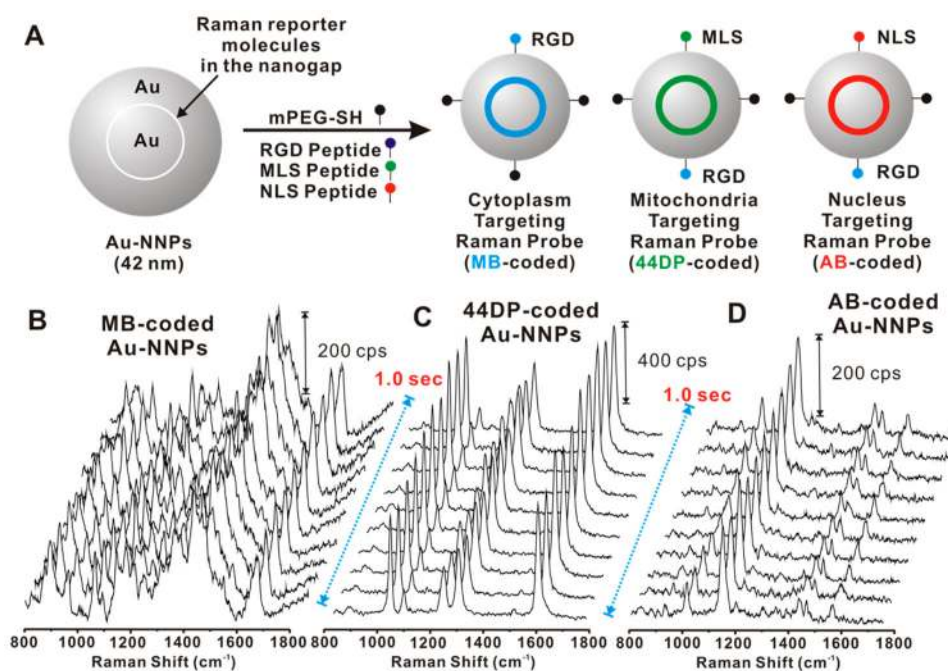 A
Raman reporter
molecules
in the nanogap
Au
Au
Au-NNPs
(42 nm)
mPEG-SH
RGD Peptide
MLS Peptide
NLS Peptide
RGD
Cytoplasm
Targeting
Raman Probe
(MB-coded)
MLS
RGD
Mitochondria
Targeting
Raman Probe
(44DP-coded)
NLS
RGD
Nucleus
Targeting
Raman Probe
(AB-coded)
B
MB-coded
Au-NNPs
200 cps
1.0 sec
800 1000 1200 1400 1600 1800
Raman Shift (cm-1)
C
44DP-coded
Au-NNPs
400 cps
1.0 sec
800 1000 1200 1400 1600 1800
Raman Shift (cm-1)
D
AB-coded
Au-NNPs
200 cps
800 1000 1200 1400 1600 1800
Raman Shift (cm-1)